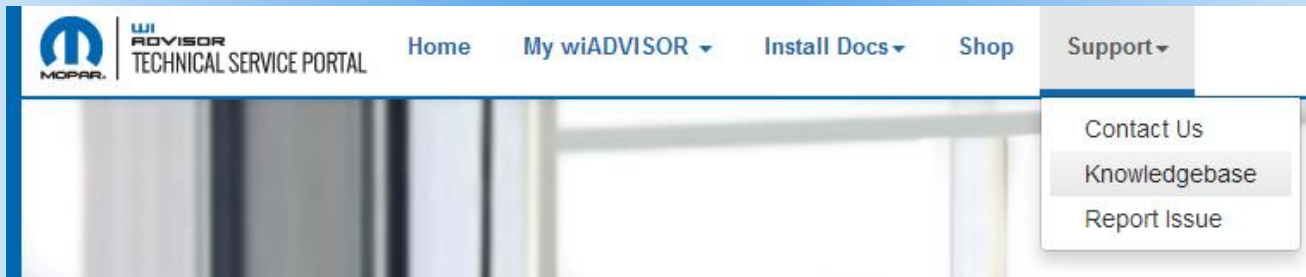 MOPAR.
WI
ADVISOR
TECHNICAL SERVICE PORTAL
Home
My wiADVISOR
Install Docs
Shop
Support
Contact Us
Knowledgebase
Report Issue